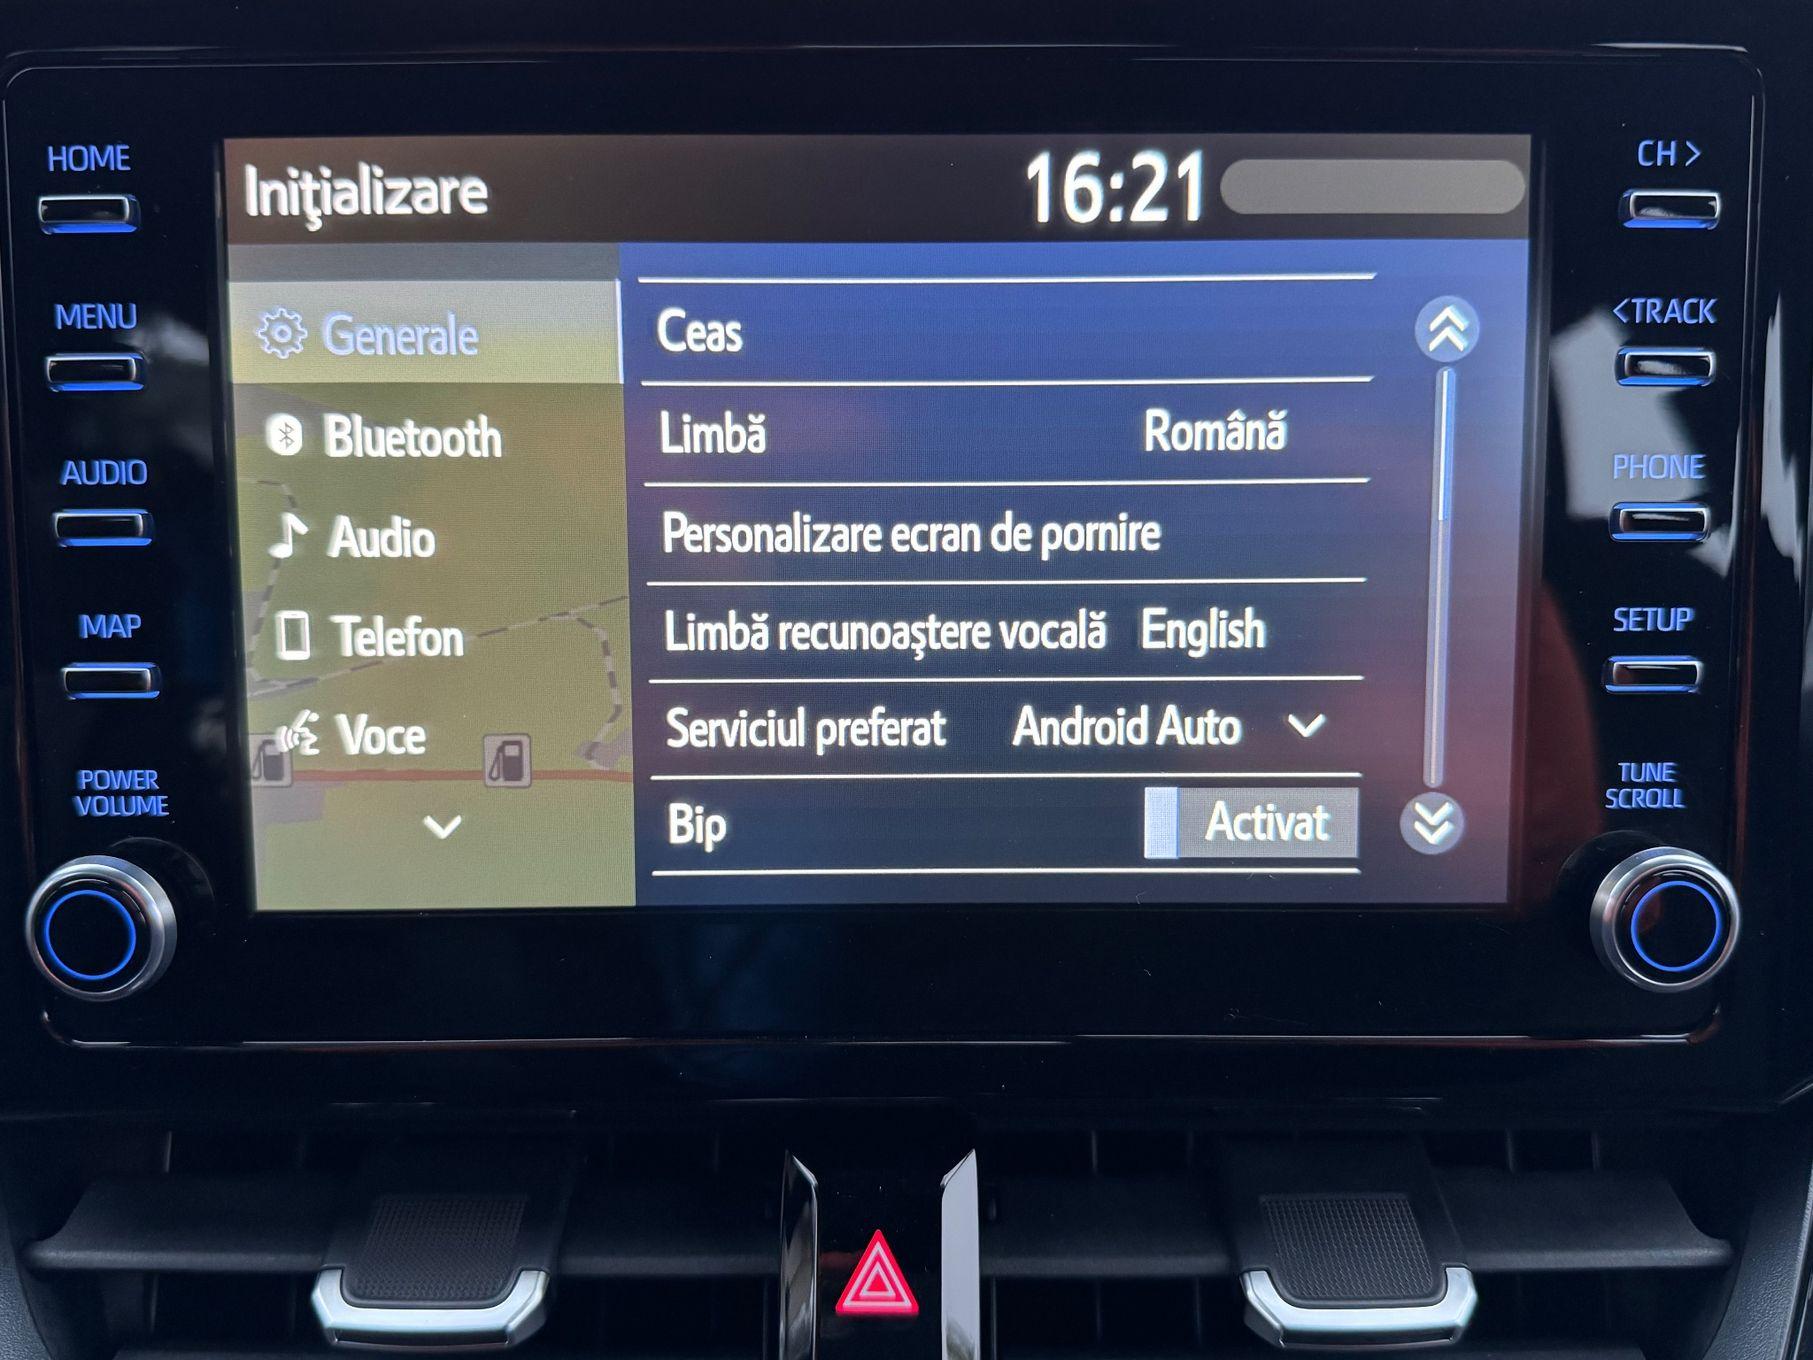 HOME
MENU
AUDIO
MAP
POWER
VOLUME
Iniţializare 16:21
Generale
Bluetooth
Audio
Telefon
Voce
Ceas
Limbă Română
Personalizare ecran de pornire
Limbă recunoaştere vocală English
Serviciul preferat Android Auto
Bip Activat
CH >
<TRACK
PHONE
SETUP
TUNE
SCROLL